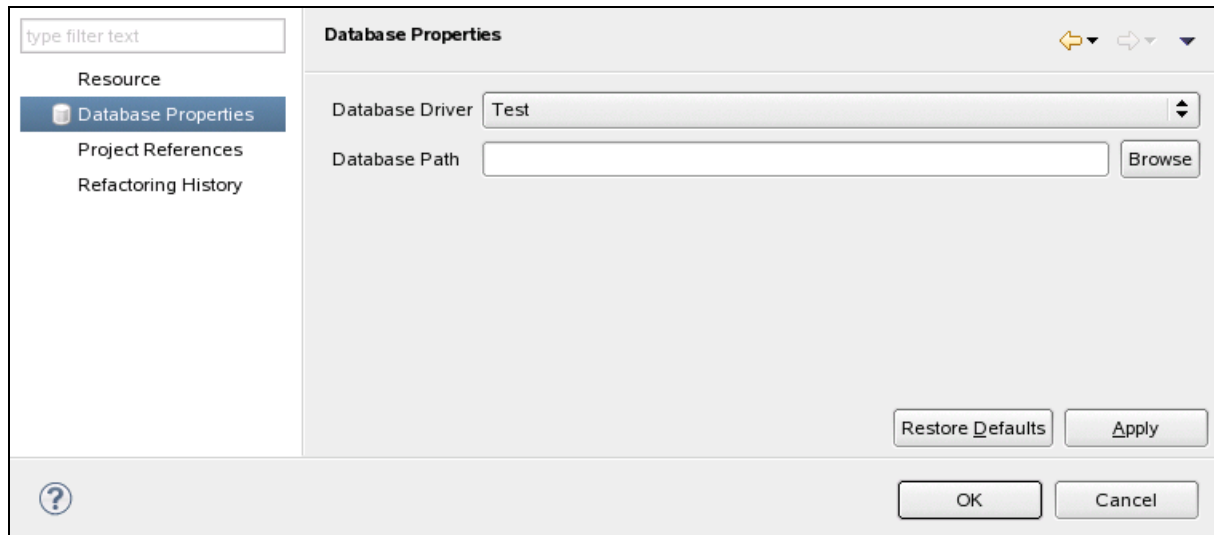 type filter text
Resource
Database Properties
Project References
Refactoring History
Database Properties
Database Driver Test
Database Path Browse
Restore Defaults Apply
? OK Cancel